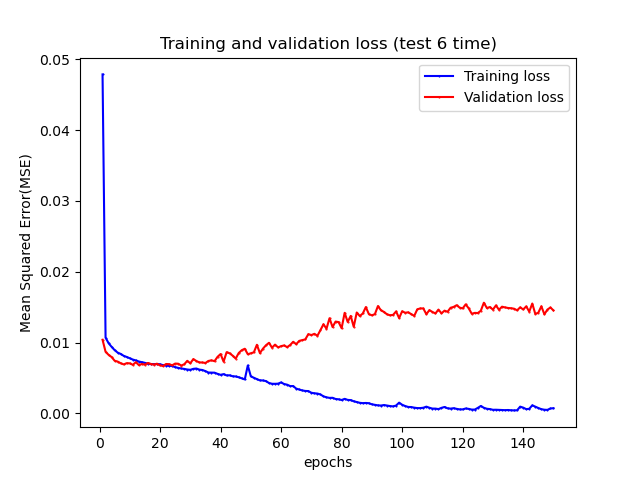 Training and validation loss (test 6 time)
Training loss
Validation loss
0.05
0.04
0.03
0.02
0.01
0.00
Mean Squared Error(MSE)
0 20 40 60 80 100 120 140
epochs